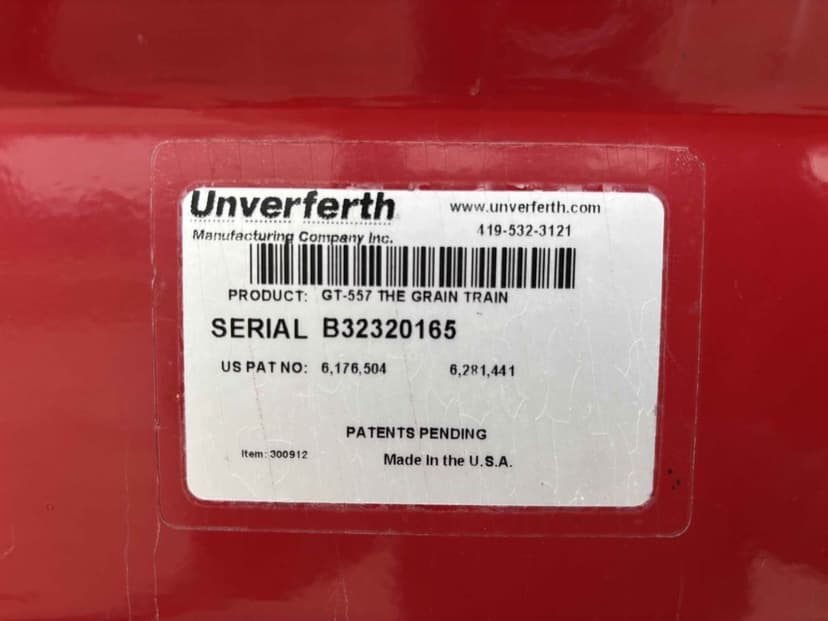 Unverferth
Manufacturing Company Inc.
www.unverferth.com
419-532-3121
PRODUCT: GT-557 THE GRAIN TRAIN
SERIAL B32320165
US PAT NO: 6,176,504 6,281,441
PATENTS PENDING
Item: 300912
Made In the U.S.A.